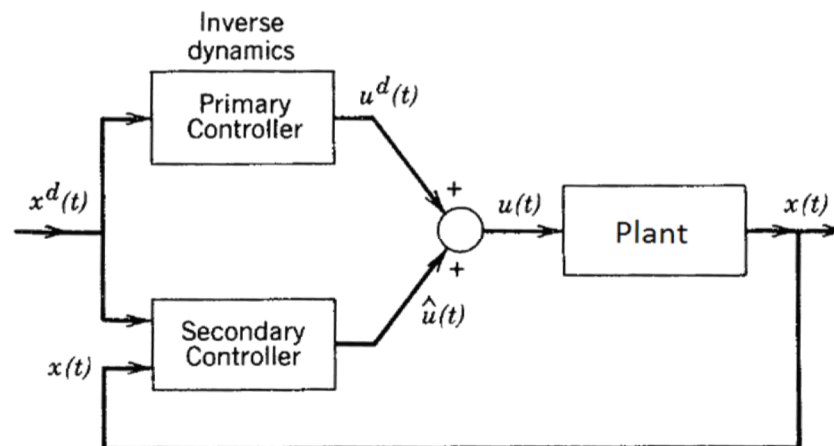 Inverse
dynamics
Primary
Controller
u^d(t)
x^d(t)
+
u(t)
Plant
x(t)
+
û(t)
Secondary
Controller
x(t)